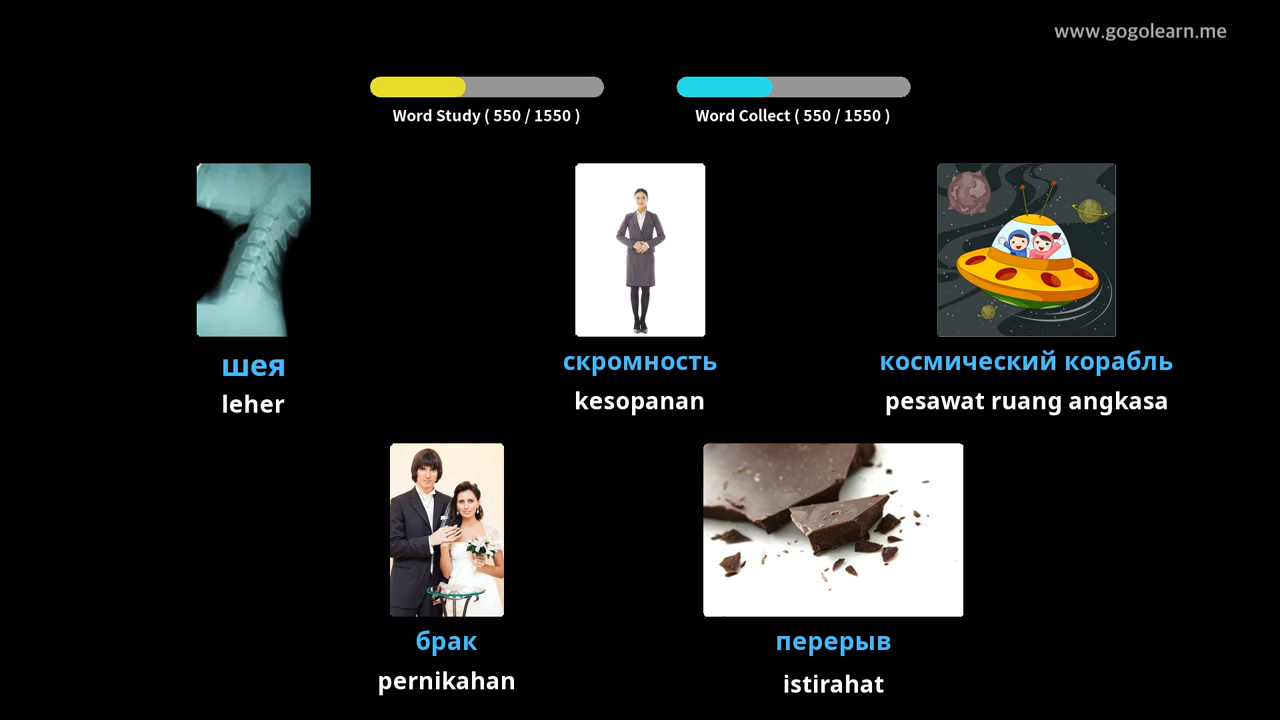 www.gogolearn.me
Word Study ( 550 / 1550 )
Word Collect ( 550 / 1550 )
шея
leher
скромность
kesopanan
космический корабль
pesawat ruang angkasa
брак
pernikahan
перерыв
istirahat